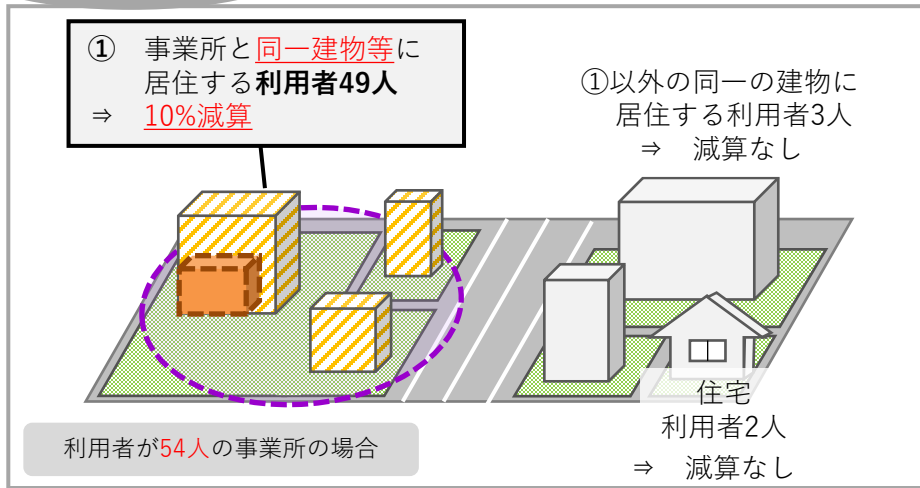 ① 事業所と同一建物等に
居住する利用者49人
⇒ 10%減算
①以外の同一の建物に
居住する利用者3人
⇒ 減算なし
住宅
利用者2人
⇒ 減算なし
利用者が54人の事業所の場合